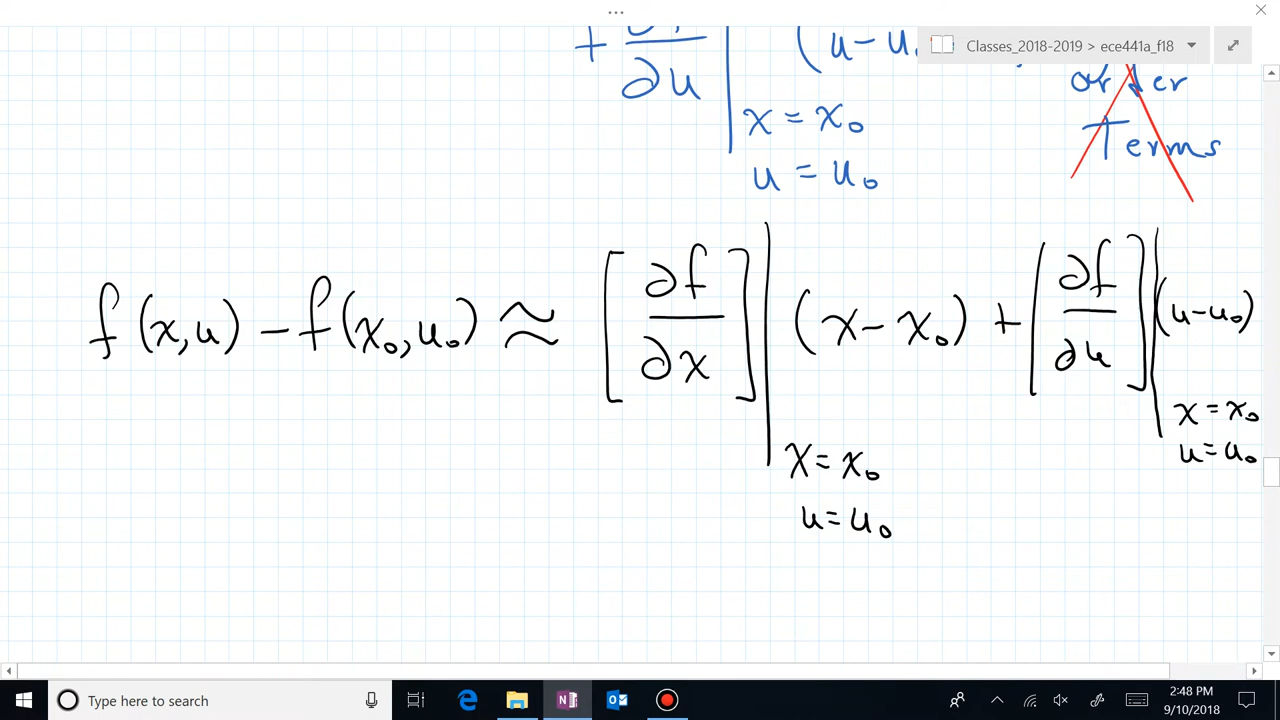 Classes_2018-2019 > ece441a_f18
+ ∂u | (u-u₀
x = x₀
u = u₀
order
Terms
f(x,u) - f(x₀,u₀) ≈ [∂f/∂x]| (x - x₀) + [∂f/∂u]| (u-u₀)
x = x₀
u = u₀
x = x₀
u = u₀
Type here to search
2:48 PM
9/10/2018